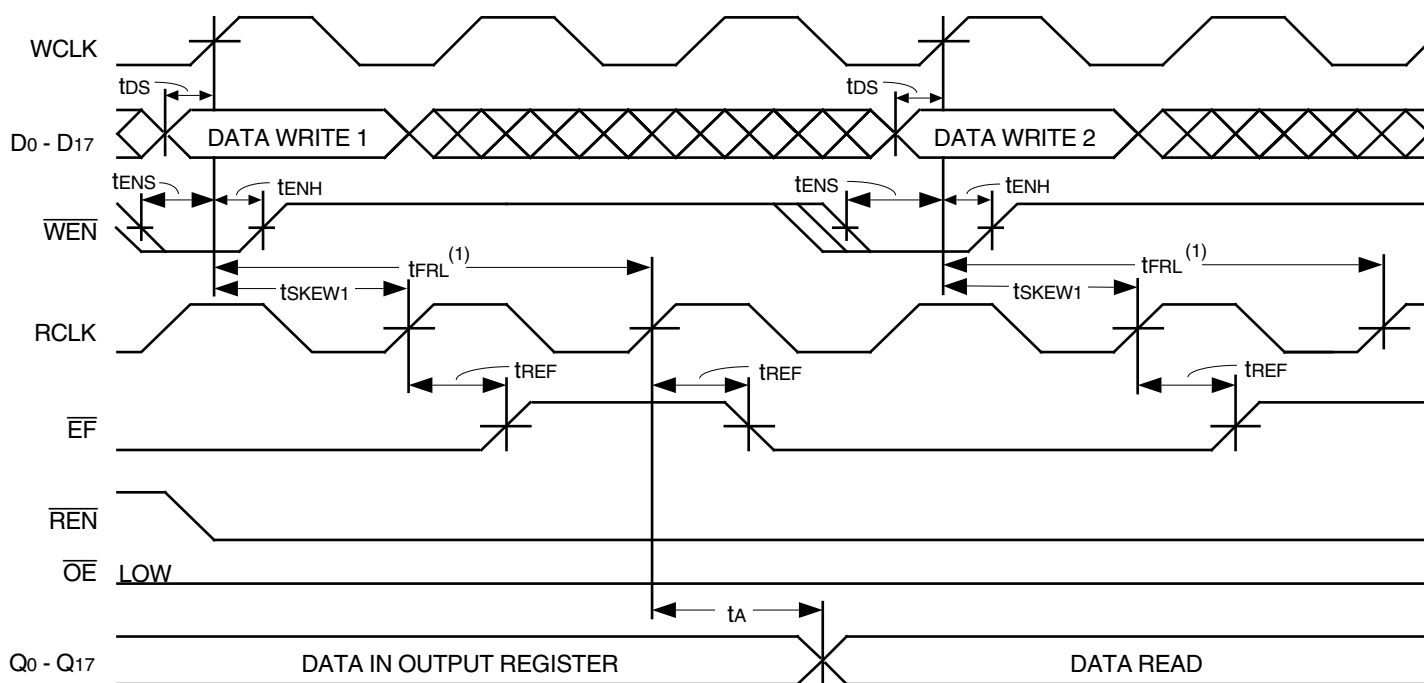 WCLK
tDS
tDS
D0 - D17
DATA WRITE 1
DATA WRITE 2
tENS
tENH
tENS
tENH
WEN
tFRL(1)
tFRL(1)
tSKEW1
tSKEW1
RCLK
tREF
tREF
tREF
EF
REN
OE
LOW
tA
Q0 - Q17
DATA IN OUTPUT REGISTER
DATA READ